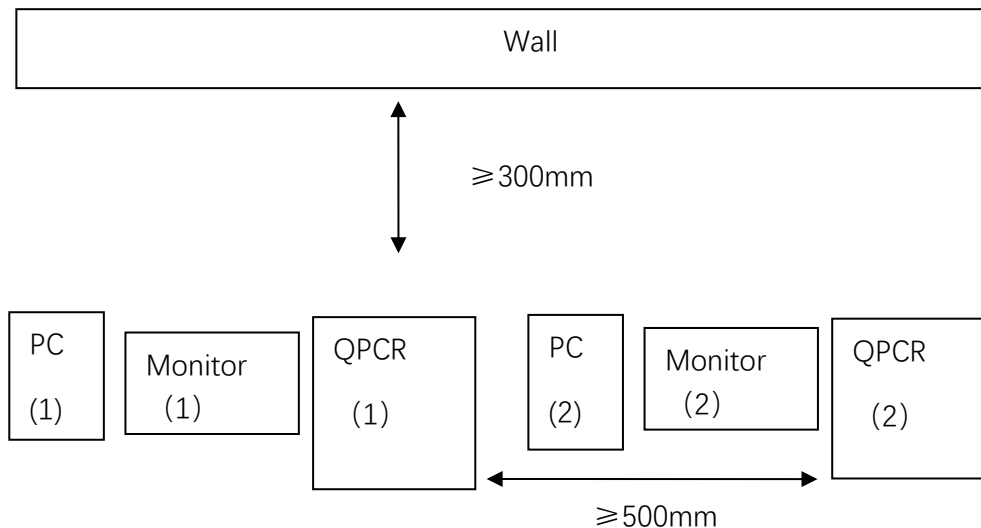 Wall
≥300mm
PC
(1)
Monitor
(1)
QPCR
(1)
PC
(2)
Monitor
(2)
QPCR
(2)
≥500mm